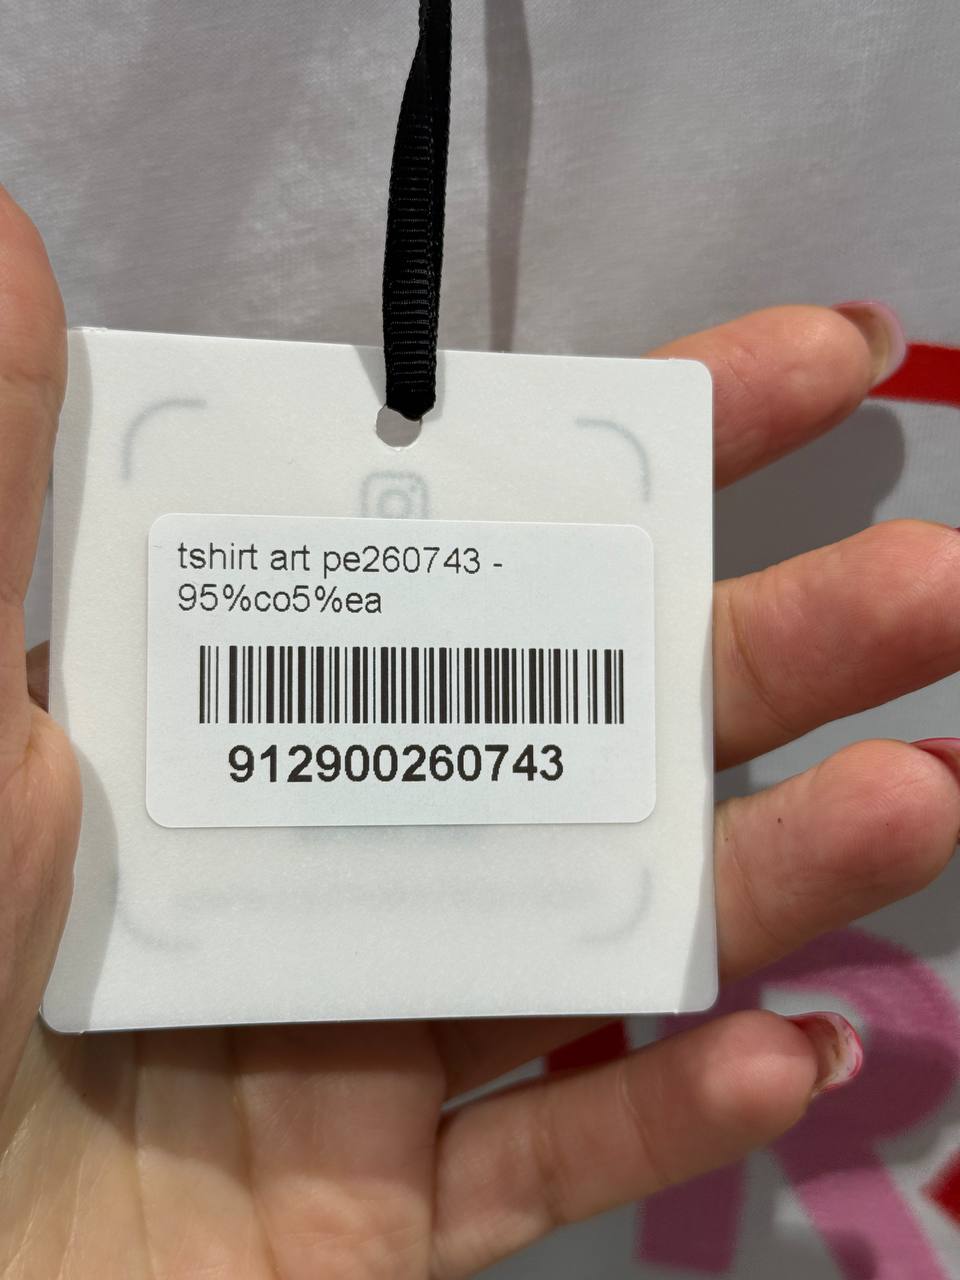 tshirt art pe260743 -
95%co5%ea
912900260743
R